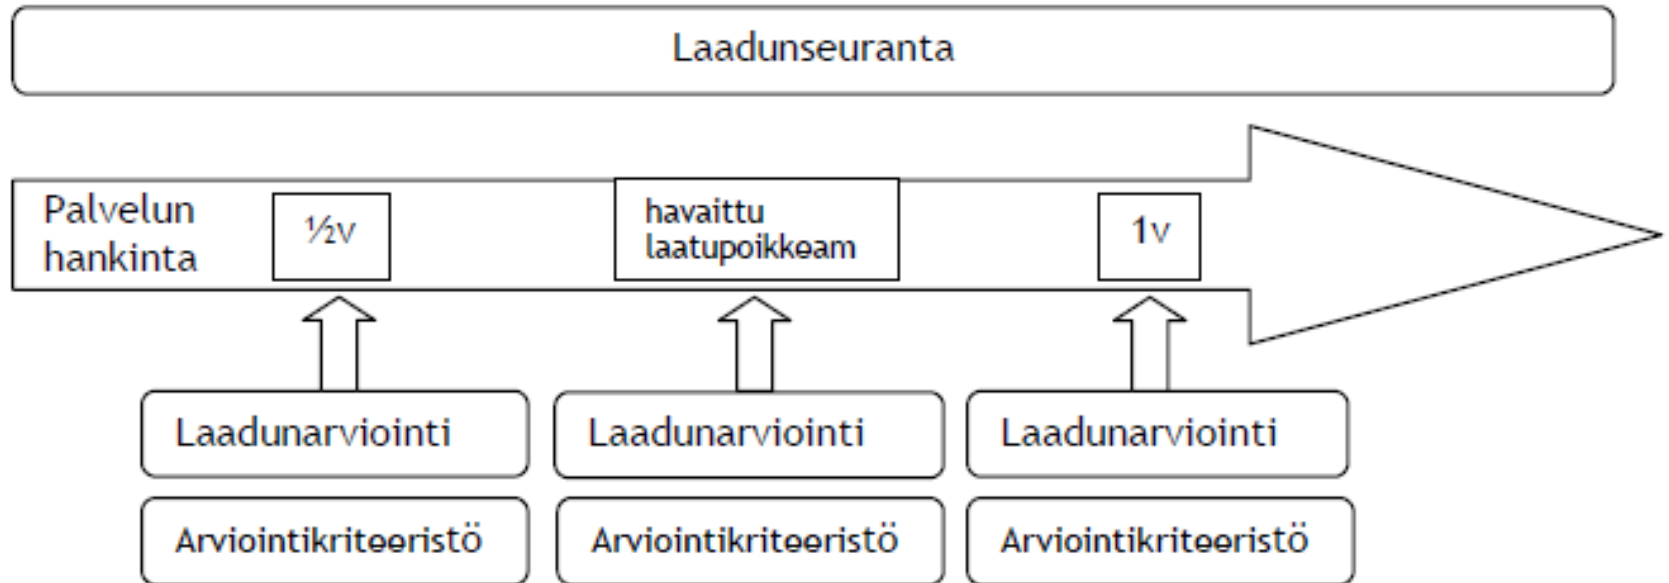 Laadunseuranta
Palvelun
hankinta
½v
havaittu
laatupoikkeam
1v
Laadunarviointi
Laadunarviointi
Laadunarviointi
Arviointikriteeristö
Arviointikriteeristö
Arviointikriteeristö